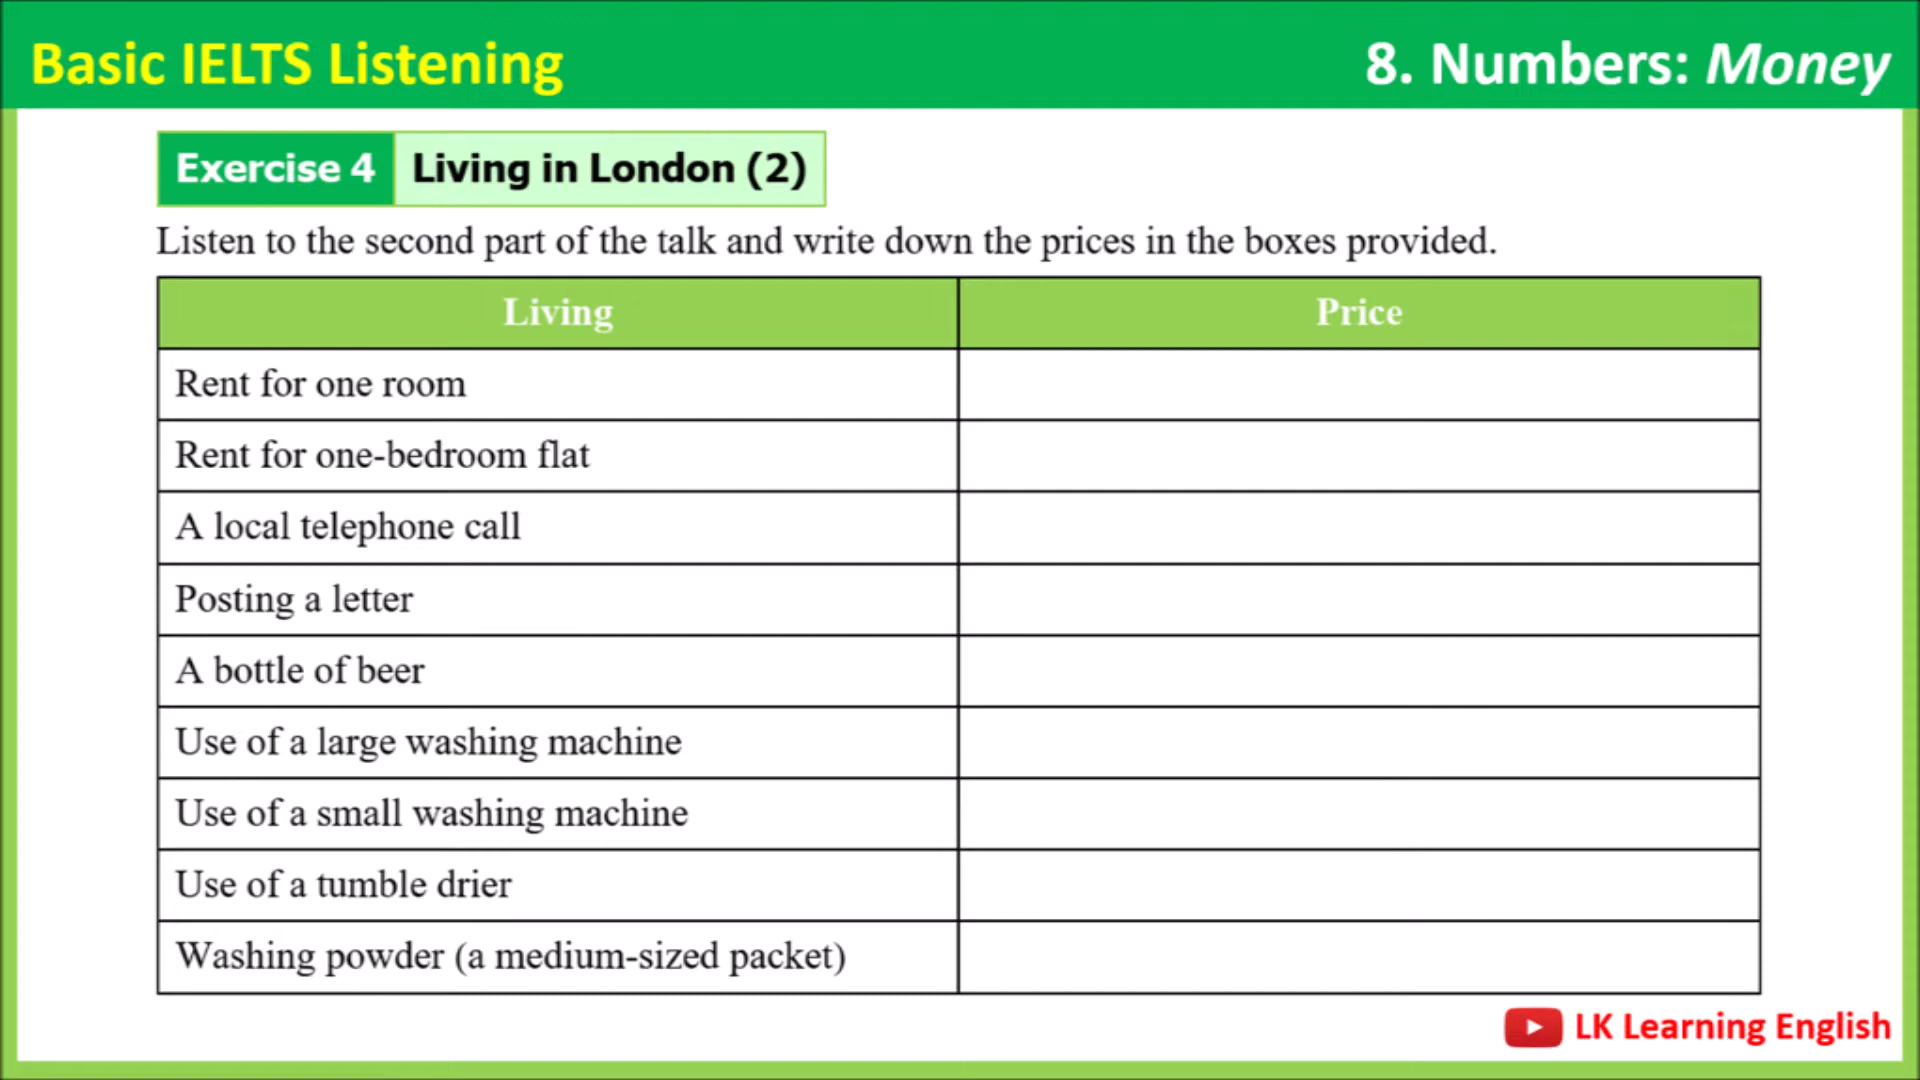 Basic IELTS Listening
8. Numbers: Money
Exercise 4 Living in London (2)
Listen to the second part of the talk and write down the prices in the boxes provided.
Living Price
Rent for one room
Rent for one-bedroom flat
A local telephone call
Posting a letter
A bottle of beer
Use of a large washing machine
Use of a small washing machine
Use of a tumble drier
Washing powder (a medium-sized packet)
LK Learning English